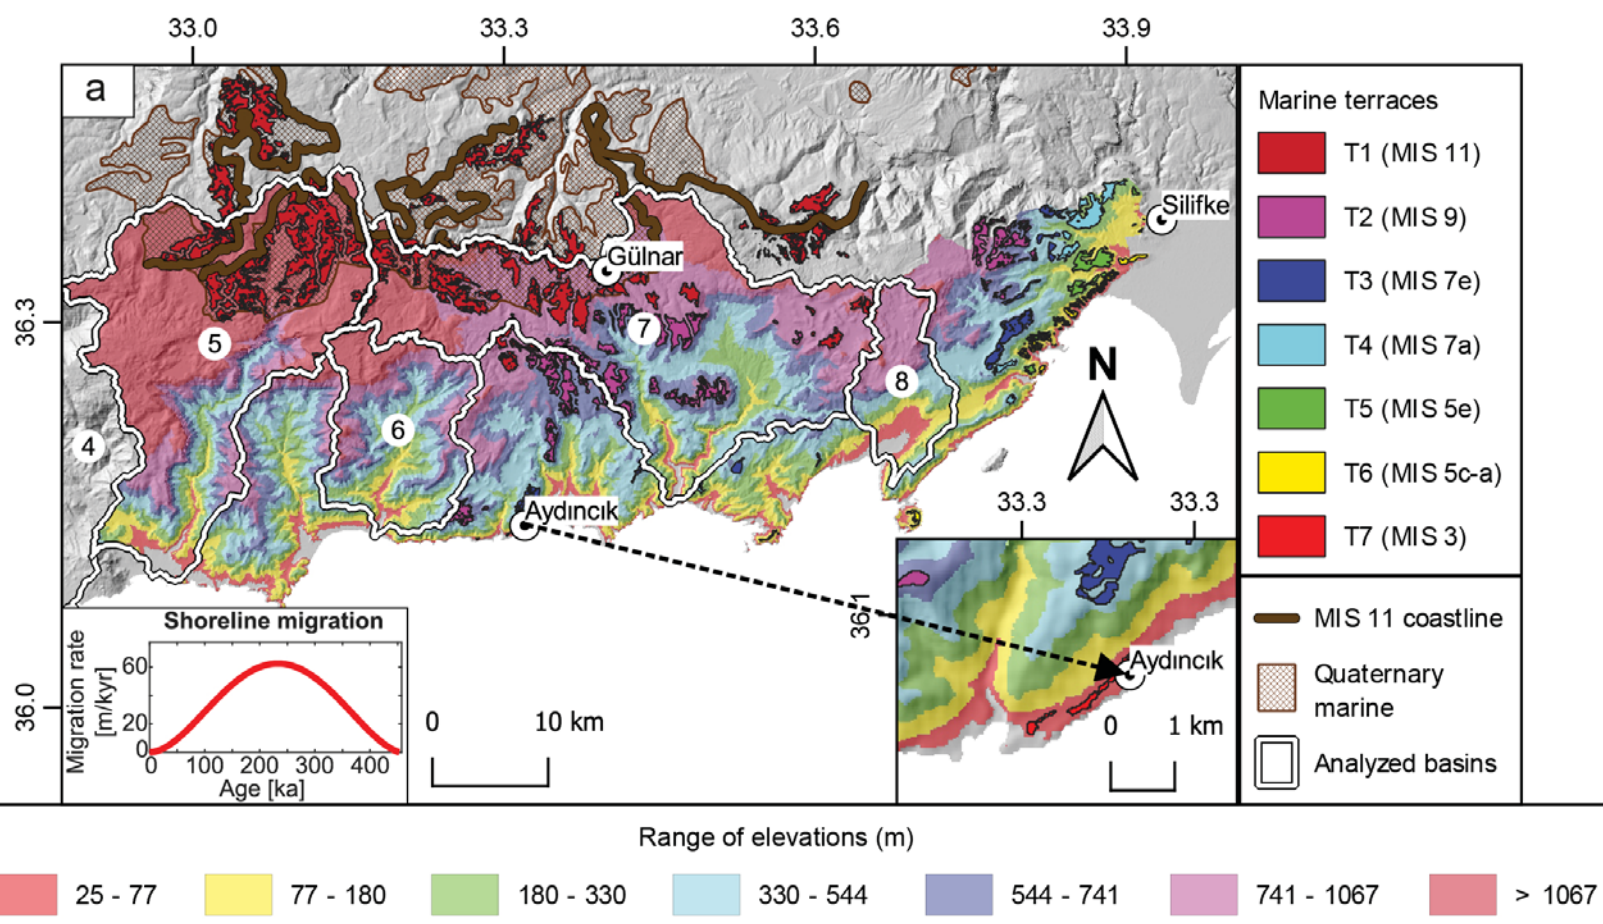 33.0 33.3 33.6 33.9
a
Silifke
Gülnar
36.3
5
7
8
4
6
N
Aydıncık
33.3 33.3
36.1
Aydıncık
0 1 km
36.0
0 10 km
Shoreline migration
Migration rate
[m/kyr]
60
20
0
0 100 200 300 400
Age [ka]
Marine terraces
T1 (MIS 11)
T2 (MIS 9)
T3 (MIS 7e)
T4 (MIS 7a)
T5 (MIS 5e)
T6 (MIS 5c-a)
T7 (MIS 3)
MIS 11 coastline
Quaternary
marine
Analyzed basins
Range of elevations (m)
25 - 77 77 - 180 180 - 330 330 - 544 544 - 741 741 - 1067 > 1067